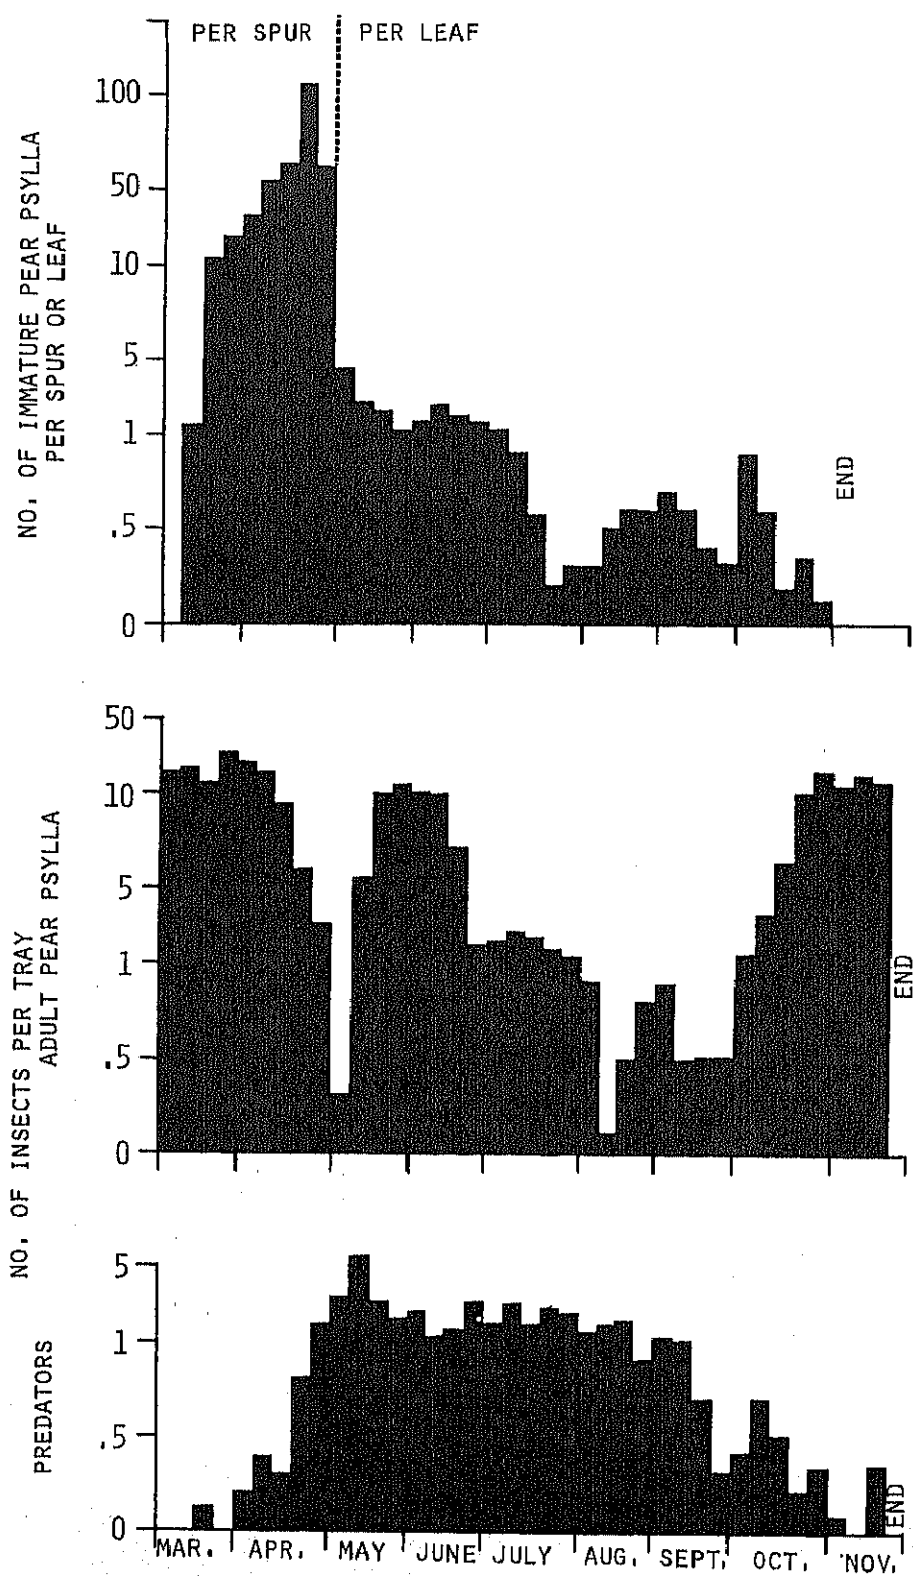 PER SPUR
PER LEAF
NO. OF IMMATURE PEAR PSYLLA
PER SPUR OR LEAF
100
50
10
5
1
.5
0
END
NO. OF INSECTS PER TRAY
ADULT PEAR PSYLLA
50
10
5
1
.5
0
END
PREDATORS
5
1
.5
0
END
MAR. APR. MAY JUNE JULY AUG. SEPT. OCT. NOV.